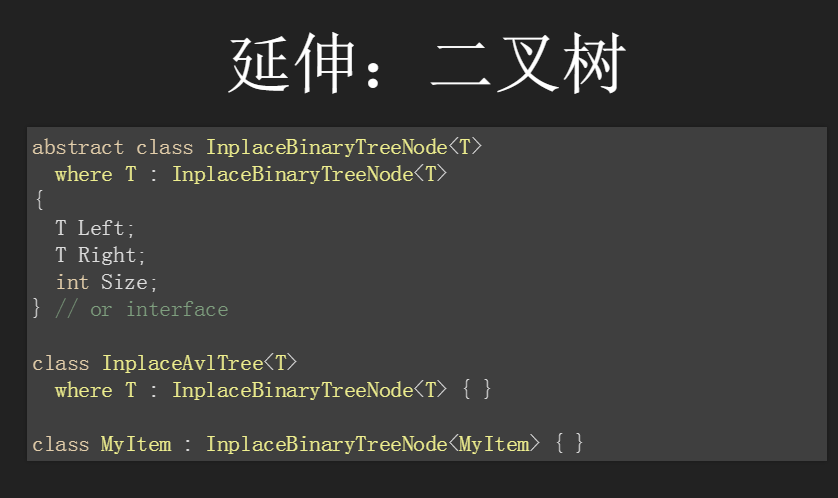 延伸：二叉树
abstract class InplaceBinaryTreeNode<T>
  where T : InplaceBinaryTreeNode<T>
{
  T Left;
  T Right;
  int Size;
} // or interface
class InplaceAvlTree<T>
  where T : InplaceBinaryTreeNode<T> { }
class MyItem : InplaceBinaryTreeNode<MyItem> { }